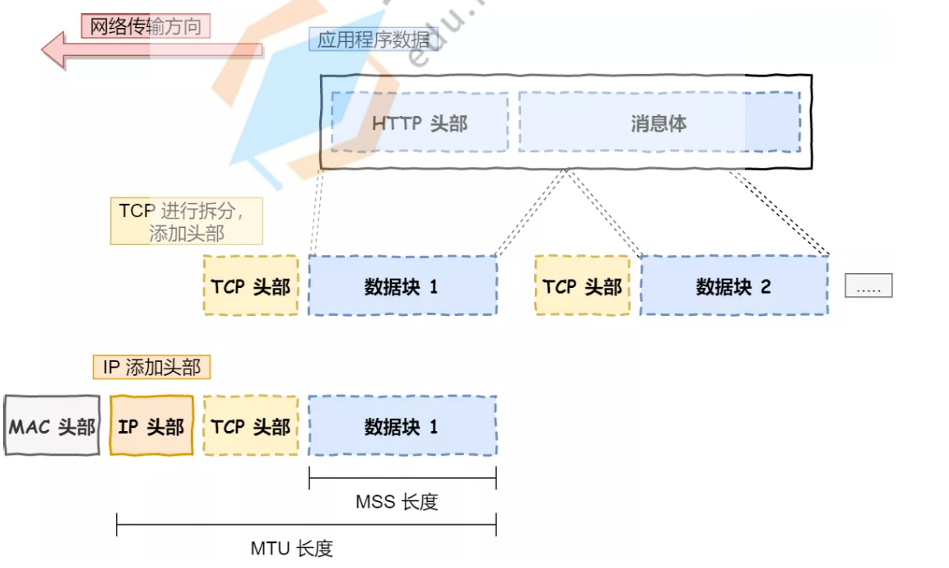 网络传输方向
应用程序数据
edu.
HTTP 头部
消息体
TCP 进行拆分，
添加头部
TCP 头部
数据块 1
TCP 头部
数据块 2
.....
IP 添加头部
MAC 头部
IP 头部
TCP 头部
数据块 1
MSS 长度
MTU 长度